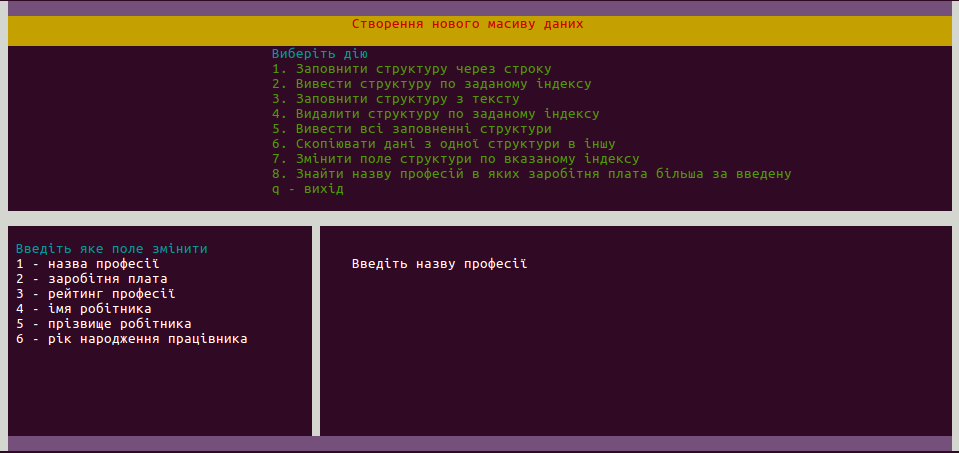 Створення нового масиву даних
Виберіть дію
1. Заповнити структуру через строку
2. Вивести структуру по заданому індексу
3. Заповнити структуру з тексту
4. Видалити структуру по заданому індексу
5. Вивести всі заповненні структури
6. Скопіювати дані з одної структури в іншу
7. Змінити поле структури по вказаному індексу
8. Знайти назву професій в яких заробітня плата більша за введену
q - вихід
Введіть яке поле змінити
1 - назва професії
2 - заробітня плата
3 - рейтинг професії
4 - імя робітника
5 - прізвище робітника
6 - рік народження працівника
Введіть назву професії